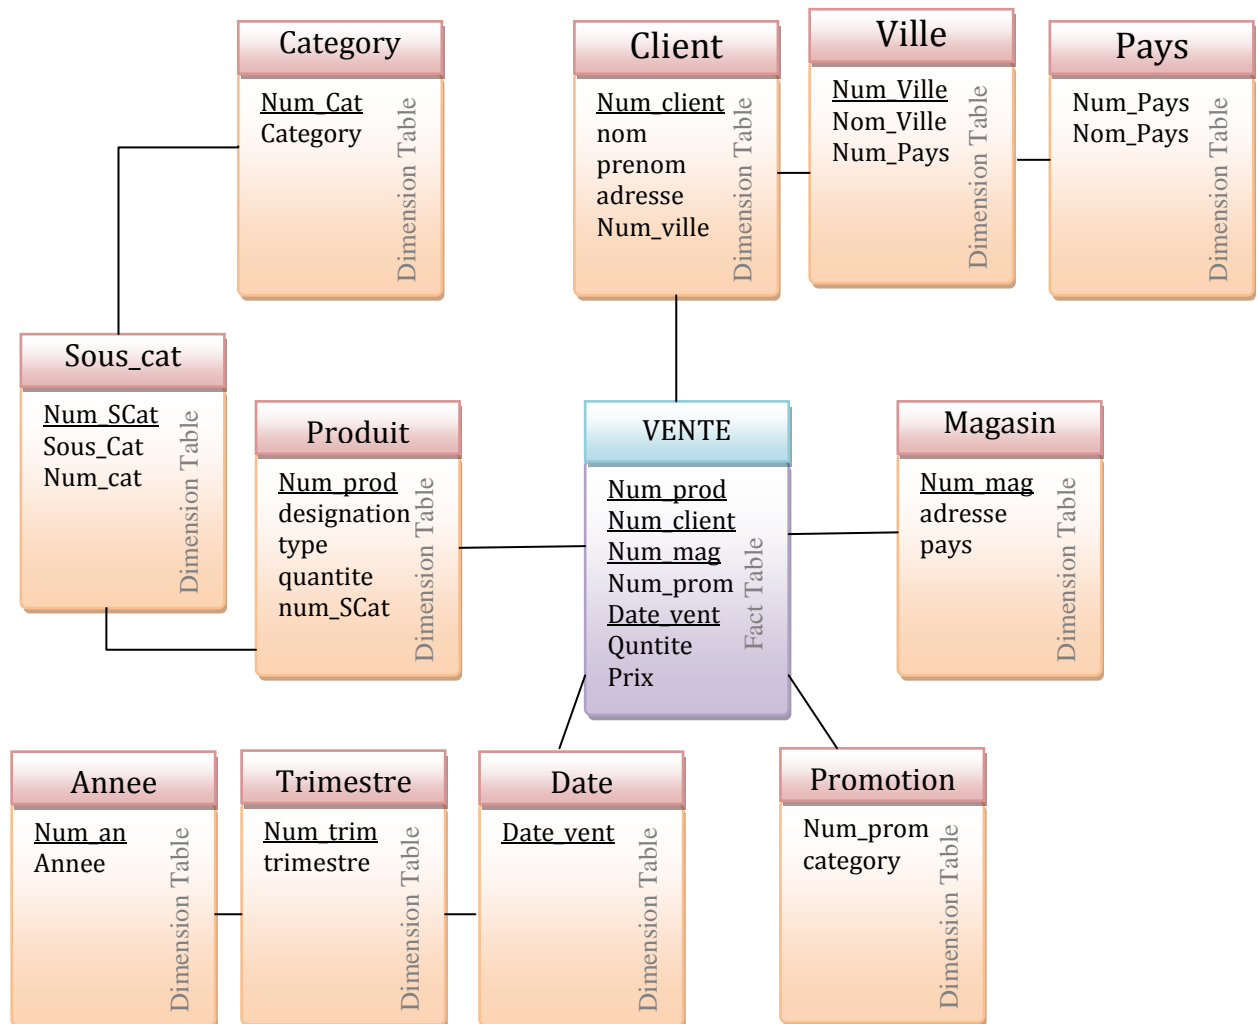 Category
Num_Cat
Category
Dimension Table
Client
Num_client
nom
prenom
adresse
Num_ville
Dimension Table
Ville
Num_Ville
Nom_Ville
Num_Pays
Dimension Table
Pays
Num_Pays
Nom_Pays
Dimension Table
Sous_cat
Num_SCat
Sous_Cat
Num_cat
Dimension Table
Produit
Num_prod
designation
type
quantite
num_SCat
Dimension Table
VENTE
Num_prod
Num_client
Num_mag
Num_prom
Date_vent
Quntite
Prix
Fact Table
Magasin
Num_mag
adresse
pays
Dimension Table
Annee
Num_an
Annee
Dimension Table
Trimestre
Num_trim
trimestre
Dimension Table
Date
Date_vent
Dimension Table
Promotion
Num_prom
category
Dimension Table